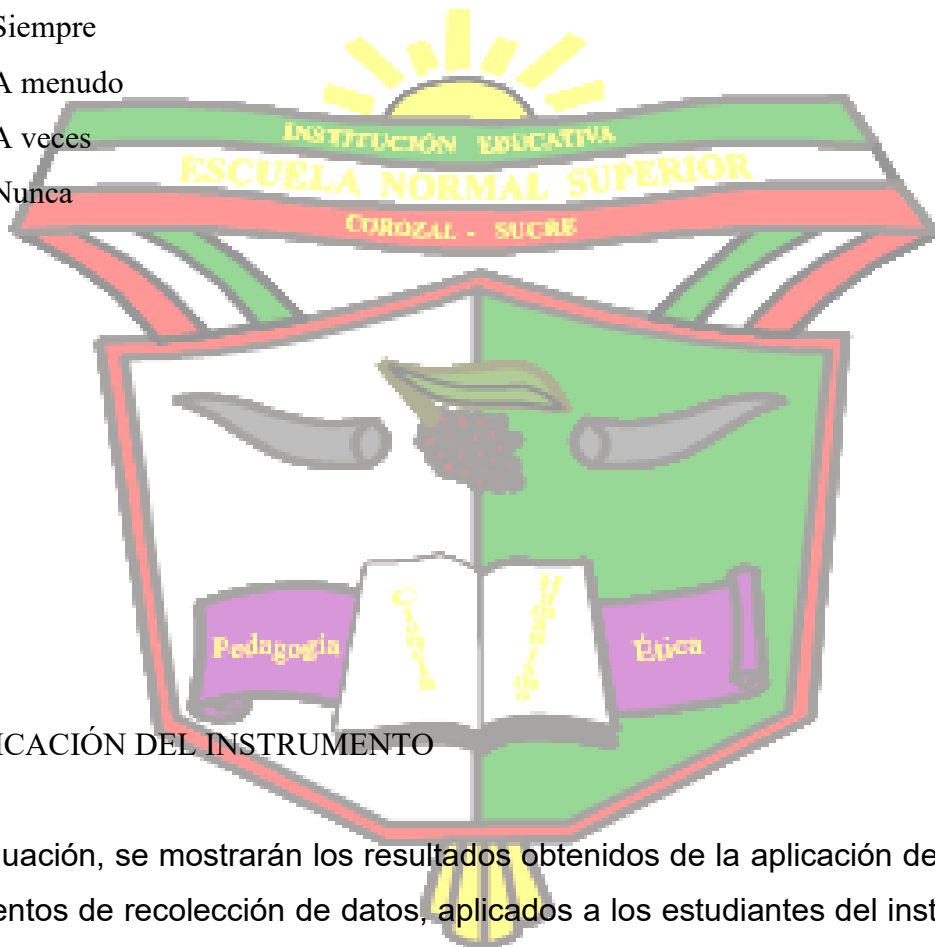 Siempre
A menudo
A veces
Nunca
INSTITUCIÓN EDUCATIVA
ESCUELA NORMAL SUPERIOR
COROZAL - SUCRE
Pedagogía
Ética
ICACIÓN DEL INSTRUMENTO
uación, se mostrarán los resultados obtenidos de la aplicación de
entos de recolección de datos, aplicados a los estudiantes del inst